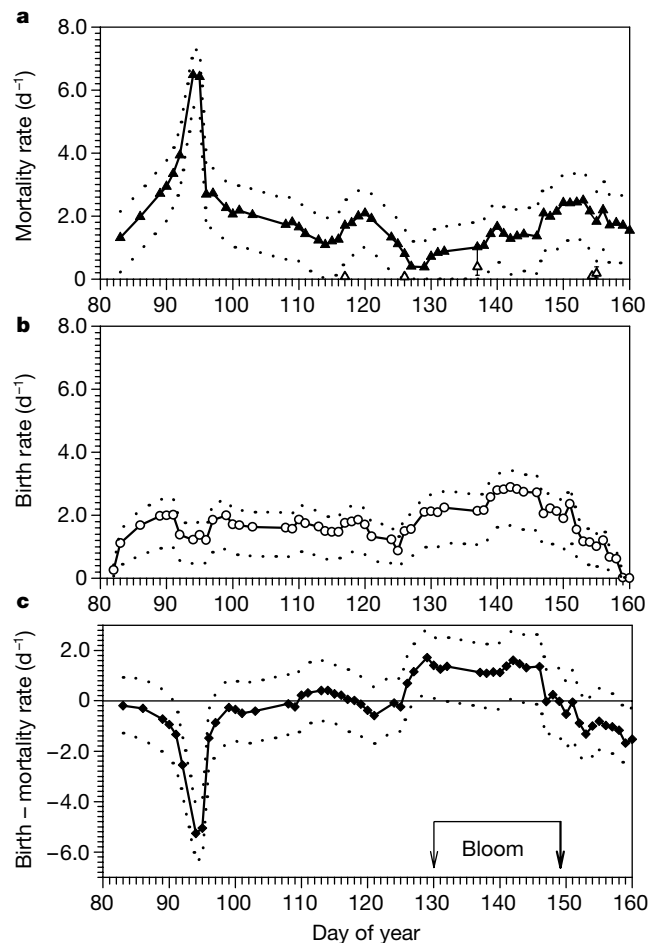 a
Mortality rate (d⁻¹)
8.0
6.0
4.0
2.0
0
80 90 100 110 120 130 140 150 160
b
Birth rate (d⁻¹)
8.0
6.0
4.0
2.0
0
80 90 100 110 120 130 140 150 160
c
Birth – mortality rate (d⁻¹)
2.0
0
−2.0
−4.0
−6.0
Bloom
80 90 100 110 120 130 140 150 160
Day of year